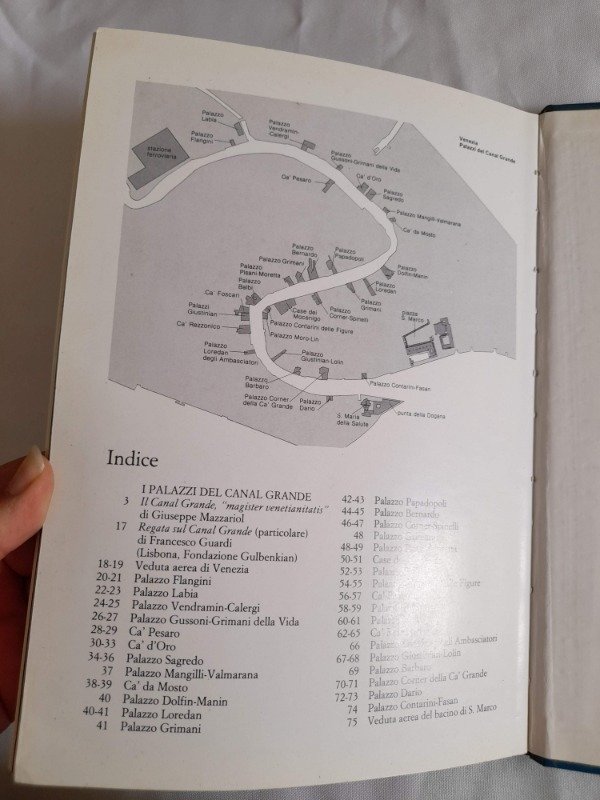 Venezia
Palazzi del Canal Grande
Palazzo
Labia
Palazzo
Flangini
stazione
ferroviaria
Palazzo
Vendramin-
Calergi
Palazzo
Gussoni-Grimani della Vida
Ca' Pesaro
Ca' d'Oro
Palazzo
Sagredo
Palazzo Mangilli-Valmarana
Ca' da Mosto
Palazzo
Dolfin-Manin
Palazzo
Loredan
Palazzo
Grimani
Palazzo
Papadopoli
Palazzo
Bernardo
Palazzo Grimani
Palazzo
Pisani-Moretta
Palazzo
Balbi
Ca' Foscari
Palazzi
Giustinian
Ca' Rezzonico
Case dei
Mocenigo
Palazzo
Corner-Spinelli
Palazzo Contarini delle Figure
Palazzo Moro-Lin
Palazzo
Loredan
degli Ambasciatori
Palazzo
Giustinian-Lolin
Palazzo
Barbaro
Palazzo Corner
della Ca' Grande
Palazzo
Dario
Palazzo Contarini-Fasan
piazza
S. Marco
S. Maria
della Salute
punta della Dogana
Indice
I PALAZZI DEL CANAL GRANDE
3 Il Canal Grande, "magister venetianitatis"
di Giuseppe Mazzariol
17 Regata sul Canal Grande (particolare)
di Francesco Guardi
(Lisbona, Fondazione Gulbenkian)
18-19 Veduta aerea di Venezia
20-21 Palazzo Flangini
22-23 Palazzo Labia
24-25 Palazzo Vendramin-Calergi
26-27 Palazzo Gussoni-Grimani della Vida
28-29 Ca' Pesaro
30-33 Ca' d'Oro
34-36 Palazzo Sagredo
37 Palazzo Mangilli-Valmarana
38-39 Ca' da Mosto
40 Palazzo Dolfin-Manin
40-41 Palazzo Loredan
41 Palazzo Grimani
42-43 Palazzo Papadopoli
44-45 Palazzo Bernardo
46-47 Palazzo Corner-Spinelli
48 Palazzo
48-49 Palazzo
50-51 Case
52-53
54-55 Palazzo Figure
56-57 Ca'
58-59
60-61
62-65 Ca'
66 Palazzo Ambasciatori
67-68 Palazzo Giustinian-Lolin
69 Palazzo Barbaro
70-71 Palazzo Corner della Ca' Grande
72-73 Palazzo Dario
74 Palazzo Contarini-Fasan
75 Veduta aerea del bacino di S. Marco